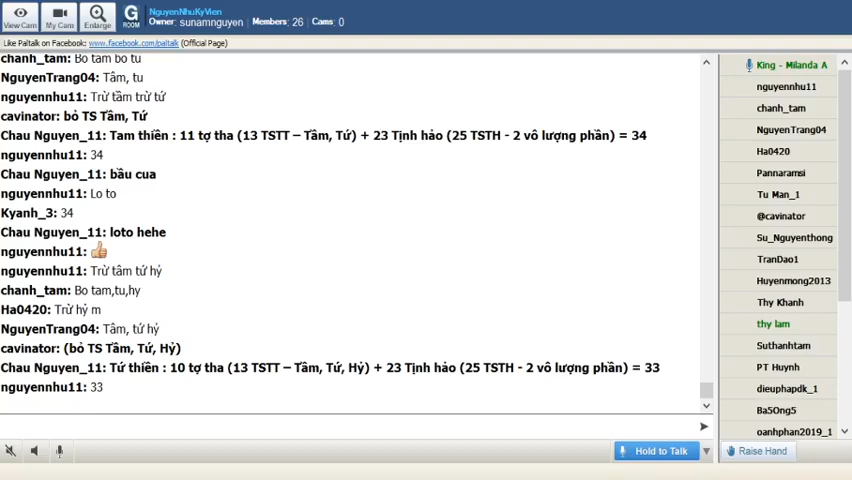 View Cam
My Cam
Enlarge
G ROOM
NguyenNhuKyVien
Owner: sunamnguyen Members: 26 Cams: 0
Like Paltalk on Facebook: www.facebook.com/paltalk (Official Page)
chanh_tam: Bo tam bo tu
NguyenTrang04: Tâm, tu
nguyennhu11: Trừ tầm trừ tứ
cavinator: bỏ TS Tầm, Tứ
Chau Nguyen_11: Tam thiền : 11 tợ tha (13 TSTT – Tầm, Tứ) + 23 Tịnh hảo (25 TSTH - 2 vô lượng phần) = 34
nguyennhu11: 34
Chau Nguyen_11: bầu cua
nguyennhu11: Lo to
Kyanh_3: 34
Chau Nguyen_11: loto hehe
nguyennhu11:
nguyennhu11: Trừ tâm tứ hỷ
chanh_tam: Bo tam,tu,hy
Ha0420: Trừ hỷ m
NguyenTrang04: Tâm, tứ hỷ
cavinator: (bỏ TS Tầm, Tứ, Hỷ)
Chau Nguyen_11: Tứ thiền : 10 tợ tha (13 TSTT – Tầm, Tứ, Hỷ) + 23 Tịnh hảo (25 TSTH - 2 vô lượng phần) = 33
nguyennhu11: 33
Hold to Talk
King - Milanda A
nguyennhu11
chanh_tam
NguyenTrang04
Ha0420
Pannaramsi
Tu Man_1
@cavinator
Su_Nguyenthong
TranDao1
Huyenmong2013
Thy Khanh
thy lam
Suthanhtam
PT Huynh
dieuphapdk_1
Ba5Ong5
oanhphan2019_1
Raise Hand